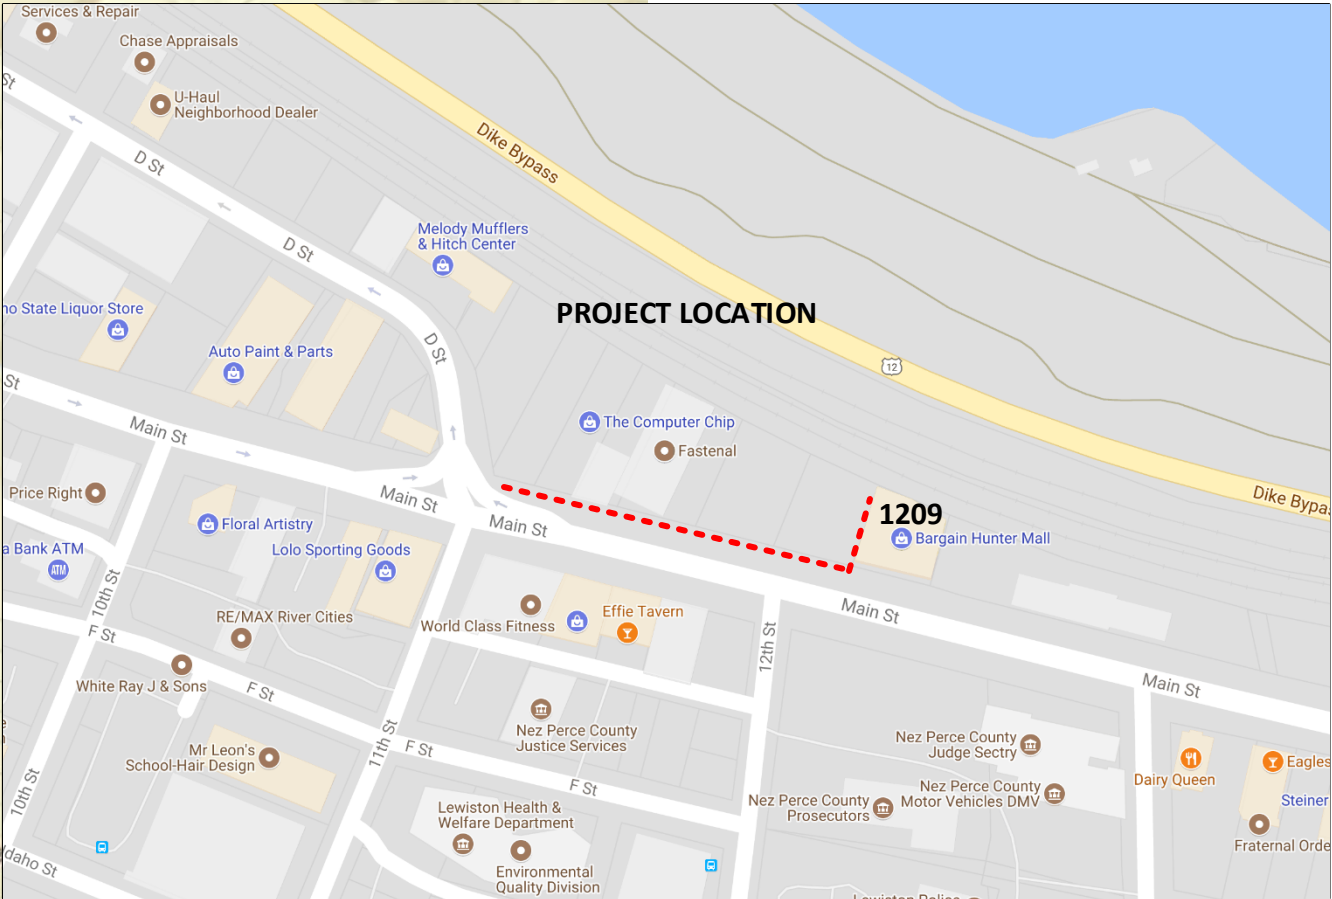 Services & Repair
Chase Appraisals
U-Haul
Neighborhood Dealer
St
D St
Dike Bypass
Melody Mufflers
& Hitch Center
D St
no State Liquor Store
PROJECT LOCATION
Auto Paint & Parts
D St
12
St
Main St
The Computer Chip
Fastenal
Price Right
Main St
Dike Bypas
1209
Floral Artistry
Main St
Bargain Hunter Mall
a Bank ATM
ATM
Lolo Sporting Goods
10th St
RE/MAX River Cities
World Class Fitness
Effie Tavern
Main St
F St
12th St
White Ray J & Sons
F St
Main St
Nez Perce County
Justice Services
Nez Perce County
Judge Sectry
11th St
F St
Mr Leon's
School-Hair Design
Dairy Queen
Eagles
F St
Nez Perce County
Motor Vehicles DMV
Nez Perce County
Prosecutors
Steiner
10th St
Lewiston Health &
Welfare Department
Fraternal Orde
Idaho St
Environmental
Quality Division
Lewiston Police